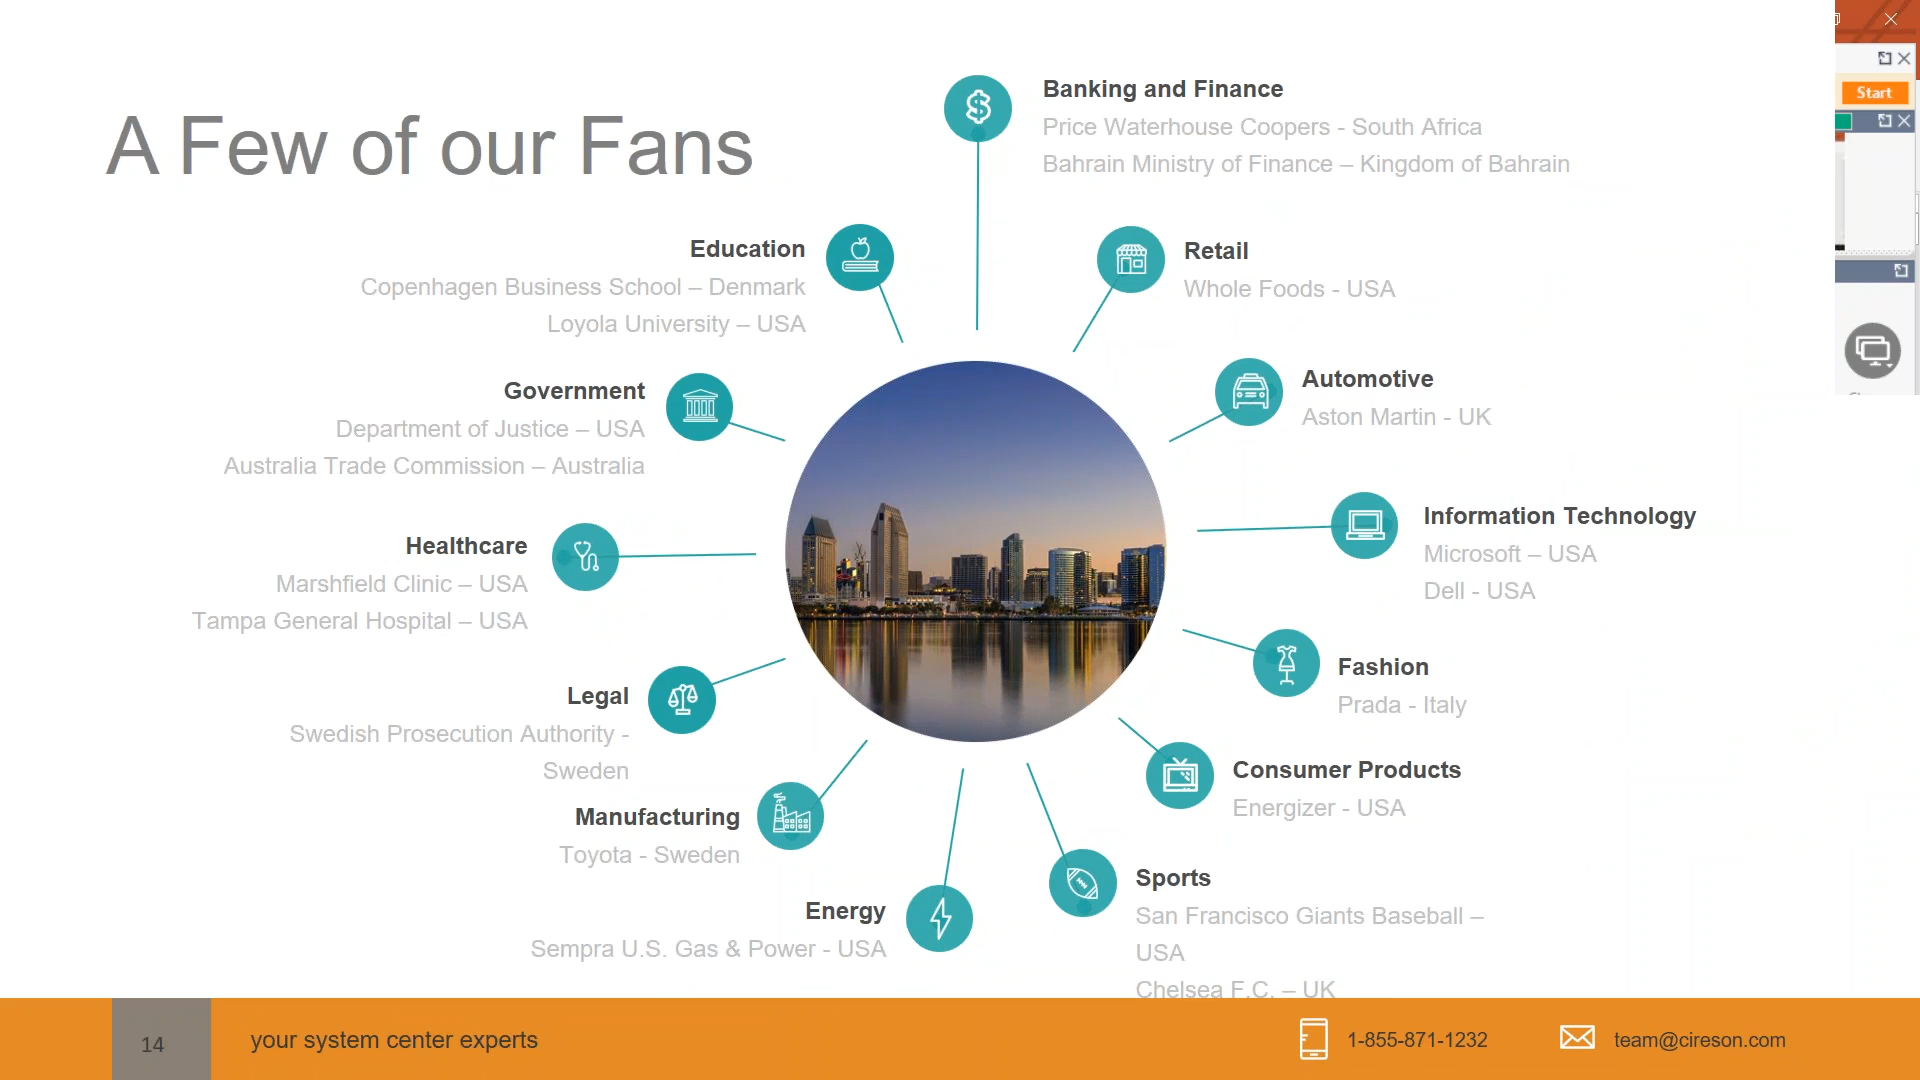 A Few of our Fans
Banking and Finance
Price Waterhouse Coopers - South Africa
Bahrain Ministry of Finance – Kingdom of Bahrain
Education
Copenhagen Business School – Denmark
Loyola University – USA
Retail
Whole Foods - USA
Government
Department of Justice – USA
Australia Trade Commission – Australia
Automotive
Aston Martin - UK
Healthcare
Marshfield Clinic – USA
Tampa General Hospital – USA
Information Technology
Microsoft – USA
Dell - USA
Legal
Swedish Prosecution Authority -
Sweden
Fashion
Prada - Italy
Manufacturing
Toyota - Sweden
Consumer Products
Energizer - USA
Energy
Sempra U.S. Gas & Power - USA
Sports
San Francisco Giants Baseball –
USA
Chelsea F.C. – UK
14
your system center experts
1-855-871-1232
team@cireson.com
Start